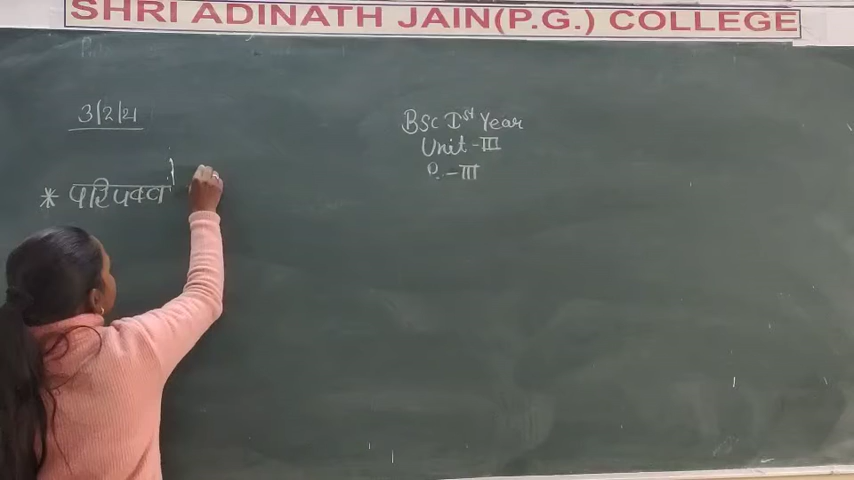 SHRI ADINATH JAIN(P.G.) COLLEGE
3/2/21
BSC Ist Year
Unit-III
P.-III
* परिपक्व